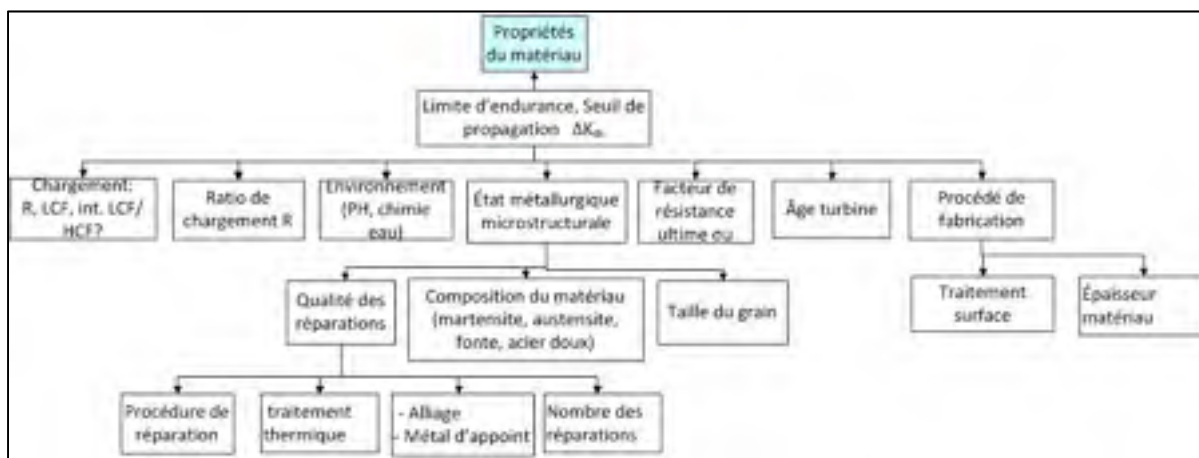 Propriétés
du matériau
Limite d'endurance, Seuil de
propagation ΔK
Chargement:
R, LCF, int. LCF/
HCF?
Ratio de
chargement R
Environnement
(PH, chimie
eau)
État métallurgique
microstructurale
Facteur de
résistance
ultime
Âge turbine
Procédé de
fabrication
Qualité des
réparations
Composition du matériau
(martensite, austensite,
fonte, acier doux)
Taille du grain
Traitement
surface
Épaisseur
matériau
Procédure de
réparation
traitement
thermique
- Alliage
- Métal d'appoint
Nombre des
réparations